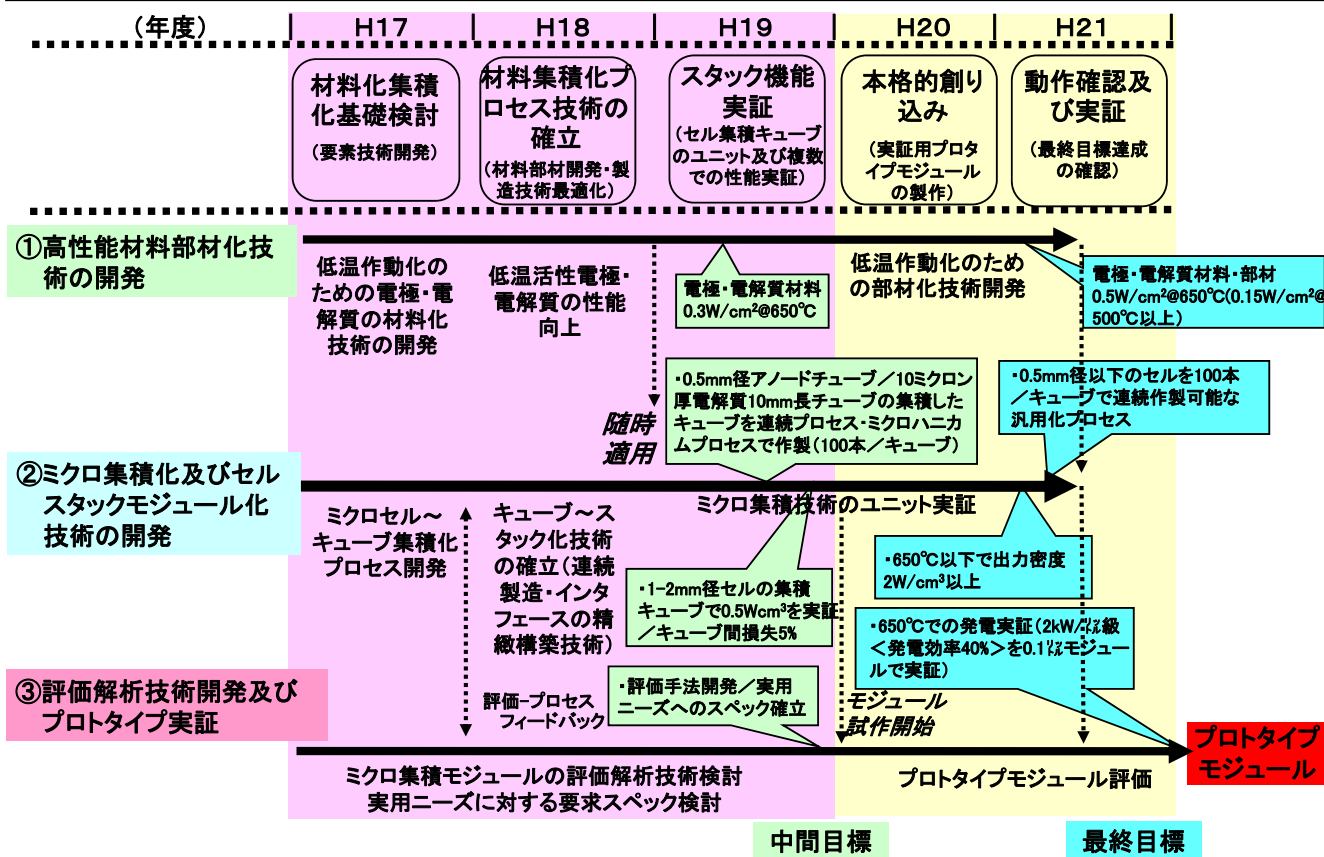 (年度)
H17
H18
H19
H20
H21
材料化集積
化基礎検討
(要素技術開発)
材料集積化プ
ロセス技術の
確立
(材料部材開発・製
造技術最適化)
スタック機能
実証
(セル集積キューブ
のユニット及び複数
での性能実証)
本格的創り
込み
(実証用プロタ
イプモジュール
の製作)
動作確認及
び実証
(最終目標達成
の確認)
①高性能材料部材化技
術の開発
低温作動化の
ための電極・電
解質の材料化
技術の開発
低温活性電極・
電解質の性能
向上
電極・電解質材料
0.3W/cm²@650℃
低温作動化のため
の部材化技術開発
電極・電解質材料・部材
0.5W/cm²@650℃(0.15W/cm²@
500℃以上)
随時
適用
・0.5mm径アノードチューブ/10ミクロン
厚電解質10mm長チューブの集積した
キューブを連続プロセス・ミクロハニカ
ムプロセスで作製(100本/キューブ)
・0.5mm径以下のセルを100本
/キューブで連続作製可能な
汎用化プロセス
②ミクロ集積化及びセル
スタックモジュール化
技術の開発
ミクロ集積技術のユニット実証
ミクロセル～
キューブ集積化
プロセス開発
キューブ～ス
タック化技術
の確立(連続
製造・インタ
フェースの精
緻構築技術)
・1-2mm径セルの集積
キューブで0.5Wcm³を実証
/キューブ間損失5%
・650℃以下で出力密度
2W/cm³以上
・650℃での発電実証(2kW/㍑級
<発電効率40%>を0.1㍑モジュー
ルで実証)
③評価解析技術開発及び
プロトタイプ実証
評価-プロセス
フィードバック
・評価手法開発/実用
ニーズへのスペック確立
モジュール
試作開始
プロトタイプ
モジュール
ミクロ集積モジュールの評価解析技術検討
実用ニーズに対する要求スペック検討
プロトタイプモジュール評価
中間目標
最終目標